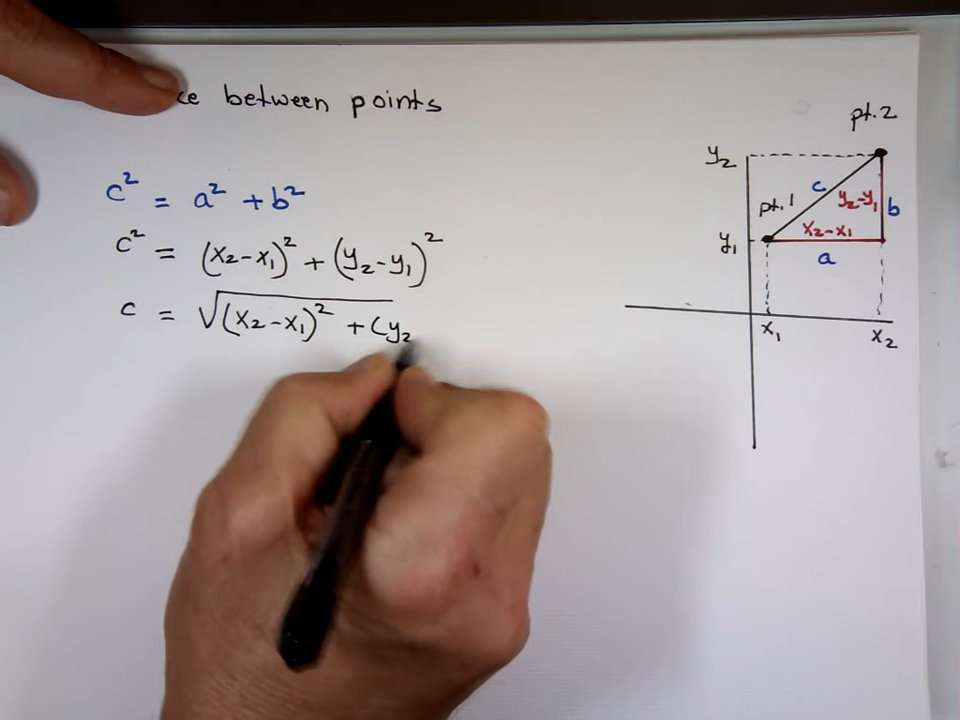 between points
c² = a² + b²
c² = (x₂-x₁)² + (y₂-y₁)²
c = √(x₂-x₁)² + (y₂
pt. 2
y₂
c
y₂-y₁
b
pt. 1
x₂-x₁
y₁
a
x₁
x₂